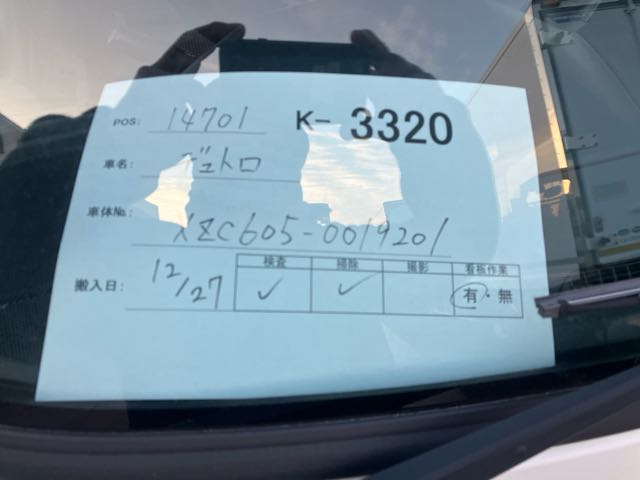 POS: 14701 K- 3320
車名: デュトロ
車体No. XZC605-0019201
搬入日: 12/27
検査 掃除 撮影 看板作業
✓ ✓ 有・無